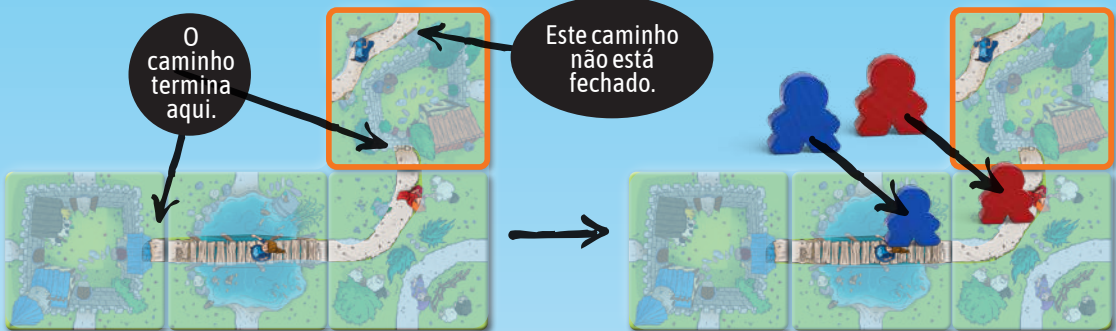 O
caminho
termina
aqui.
Este caminho
não está
fechado.